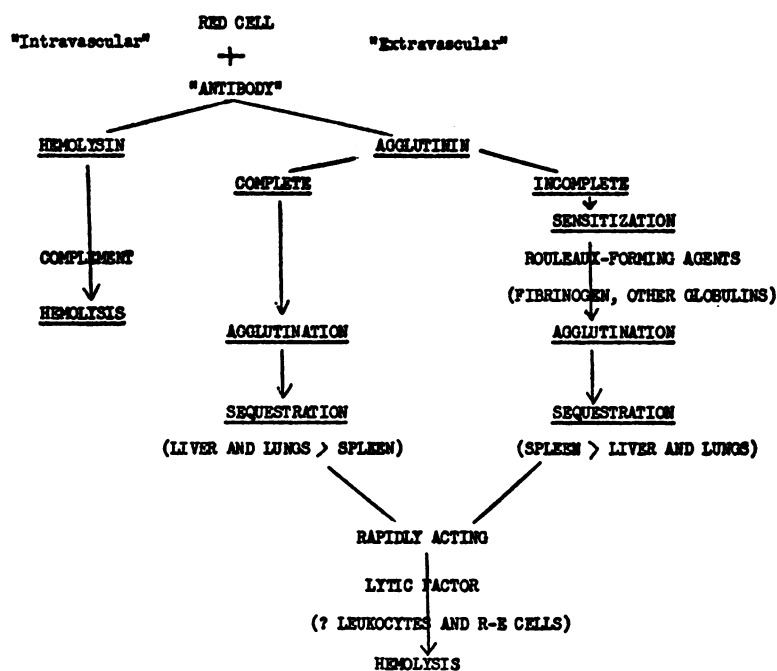 RED CELL
"Intravascular"
"Extravascular"
+
"ANTIBODY"
HEMOLYSIN
AGGLUTININ
COMPLETE
INCOMPLETE
SENSITIZATION
COMPLEMENT
ROULEAUX-FORMING AGENTS
(FIBRINOGEN, OTHER GLOBULINS)
HEMOLYSIS
AGGLUTINATION
AGGLUTINATION
SEQUESTRATION
SEQUESTRATION
(LIVER AND LUNGS > SPLEEN)
(SPLEEN > LIVER AND LUNGS)
RAPIDLY ACTING
LYTIC FACTOR
(? LEUKOCYTES AND R-E CELLS)
HEMOLYSIS